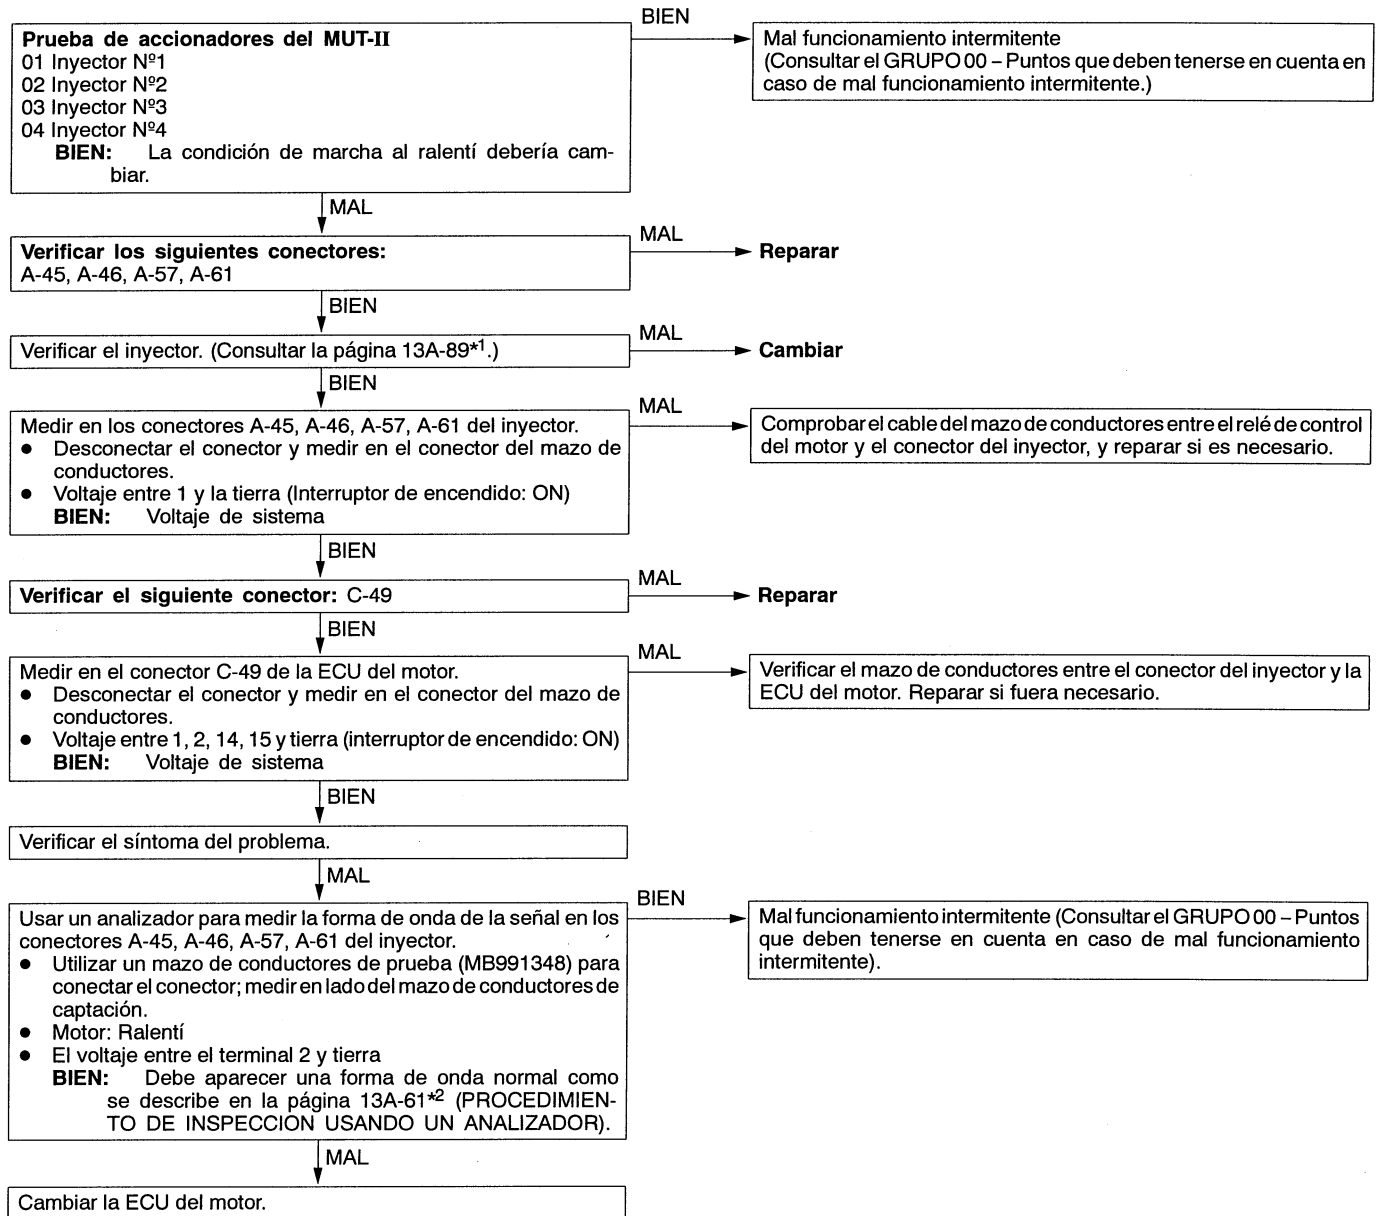 BIEN
Prueba de accionadores del MUT-II
01 Inyector Nº1
02 Inyector Nº2
03 Inyector Nº3
04 Inyector Nº4
BIEN: La condición de marcha al ralentí debería cam-
biar.
Mal funcionamiento intermitente
(Consultar el GRUPO 00 – Puntos que deben tenerse en cuenta en
caso de mal funcionamiento intermitente.)
MAL
Verificar los siguientes conectores:
A-45, A-46, A-57, A-61
MAL
Reparar
BIEN
Verificar el inyector. (Consultar la página 13A-89*1.)
MAL
Cambiar
BIEN
Medir en los conectores A-45, A-46, A-57, A-61 del inyector.
● Desconectar el conector y medir en el conector del mazo de
conductores.
● Voltaje entre 1 y la tierra (Interruptor de encendido: ON)
BIEN: Voltaje de sistema
MAL
Comprobar el cable del mazo de conductores entre el relé de control
del motor y el conector del inyector, y reparar si es necesario.
BIEN
Verificar el siguiente conector: C-49
MAL
Reparar
BIEN
Medir en el conector C-49 de la ECU del motor.
● Desconectar el conector y medir en el conector del mazo de
conductores.
● Voltaje entre 1, 2, 14, 15 y tierra (interruptor de encendido: ON)
BIEN: Voltaje de sistema
MAL
Verificar el mazo de conductores entre el conector del inyector y la
ECU del motor. Reparar si fuera necesario.
BIEN
Verificar el síntoma del problema.
MAL
Usar un analizador para medir la forma de onda de la señal en los
conectores A-45, A-46, A-57, A-61 del inyector.
● Utilizar un mazo de conductores de prueba (MB991348) para
conectar el conector; medir en lado del mazo de conductores de
captación.
● Motor: Ralentí
● El voltaje entre el terminal 2 y tierra
BIEN: Debe aparecer una forma de onda normal como
se describe en la página 13A-61*2 (PROCEDIMIEN-
TO DE INSPECCION USANDO UN ANALIZADOR).
BIEN
Mal funcionamiento intermitente (Consultar el GRUPO 00 – Puntos
que deben tenerse en cuenta en caso de mal funcionamiento
intermitente).
MAL
Cambiar la ECU del motor.